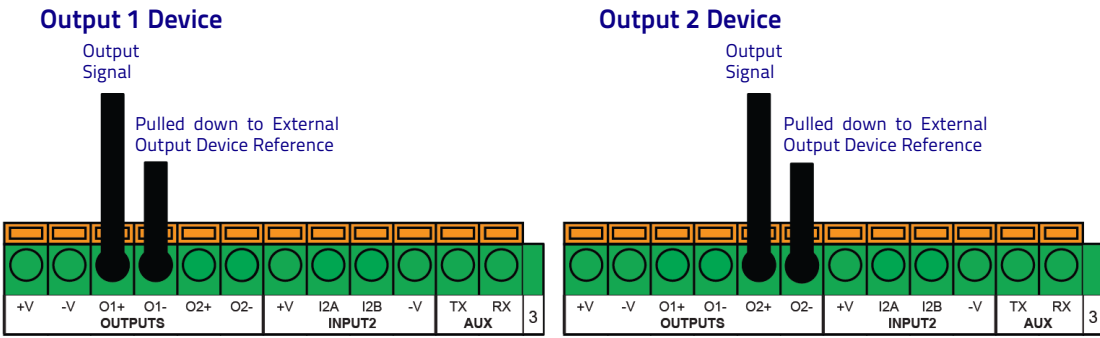 Output 1 Device
Output
Signal
Pulled down to External
Output Device Reference
+V -V O1+ O1- O2+ O2- +V I2A I2B -V TX RX
OUTPUTS INPUT2 AUX 3
Output 2 Device
Output
Signal
Pulled down to External
Output Device Reference
+V -V O1+ O1- O2+ O2- +V I2A I2B -V TX RX
OUTPUTS INPUT2 AUX 3